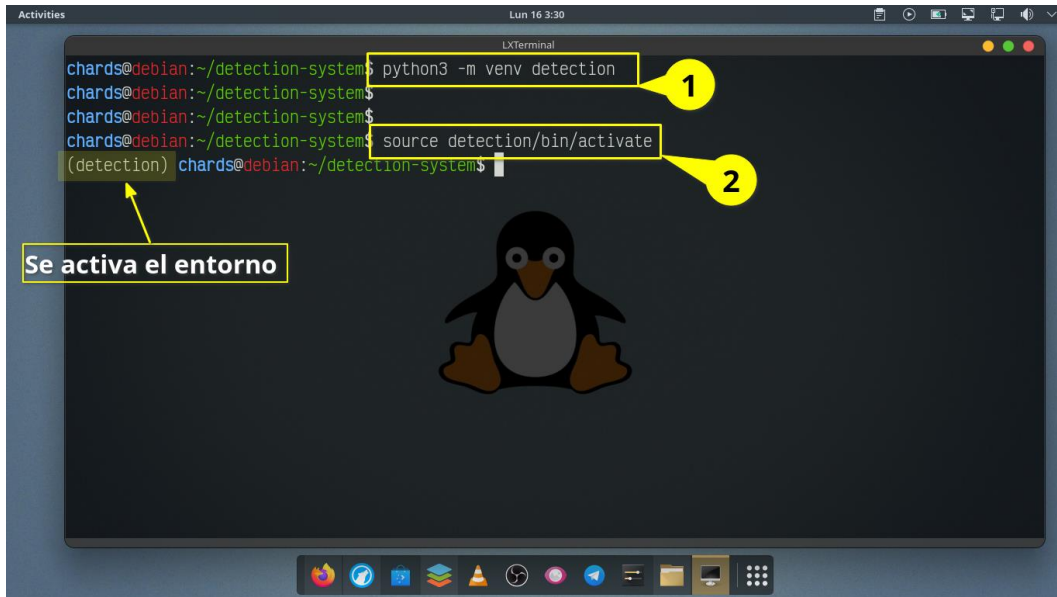 Activities
Lun 16 3:30
LXTerminal
chards@debian:~/detection-system$ python3 -m venv detection
1
chards@debian:~/detection-system$
chards@debian:~/detection-system$
chards@debian:~/detection-system$ source detection/bin/activate
(detection) chards@debian:~/detection-system$
2
Se activa el entorno